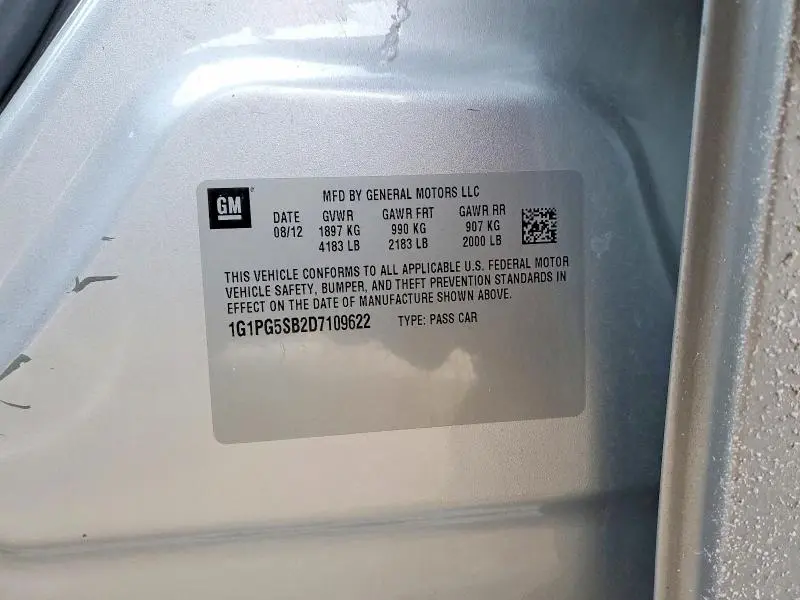 GM
MFD BY GENERAL MOTORS LLC
DATE GVWR GAWR FRT GAWR RR
08/12 1897 KG 990 KG 907 KG
4183 LB 2183 LB 2000 LB
THIS VEHICLE CONFORMS TO ALL APPLICABLE U.S. FEDERAL MOTOR
VEHICLE SAFETY, BUMPER, AND THEFT PREVENTION STANDARDS IN
EFFECT ON THE DATE OF MANUFACTURE SHOWN ABOVE.
1G1PG5SB2D7109622 TYPE: PASS CAR